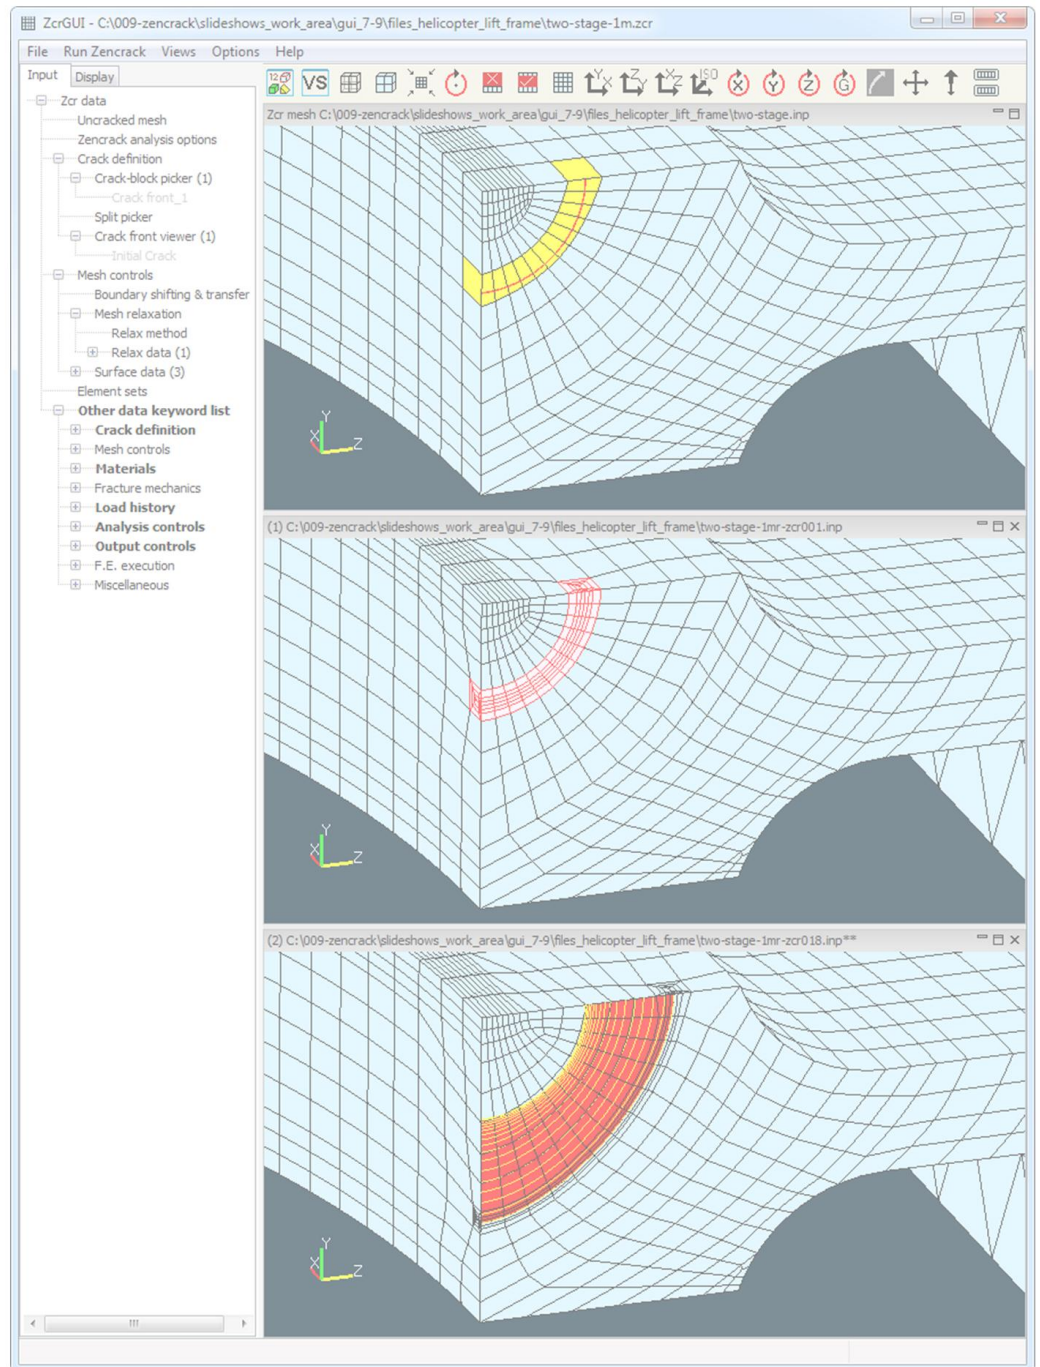 ZcrGUI - C:\009-zencrack\slideshows_work_area\gui_7-9\files_helicopter_lift_frame\two-stage-1m.zcr
File Run Zencrack Views Options Help
Input Display
12
VS
Y X
Z Y
X Z
ISO
X Y Z G
Zcr data
Uncracked mesh
Zencrack analysis options
Crack definition
Crack-block picker (1)
Crack front_1
Split picker
Crack front viewer (1)
Initial Crack
Mesh controls
Boundary shifting & transfer
Mesh relaxation
Relax method
Relax data (1)
Surface data (3)
Element sets
Other data keyword list
Crack definition
Mesh controls
Materials
Fracture mechanics
Load history
Analysis controls
Output controls
F.E. execution
Miscellaneous
Zcr mesh C:\009-zencrack\slideshows_work_area\gui_7-9\files_helicopter_lift_frame\two-stage.inp
Y
X
Z
(1) C:\009-zencrack\slideshows_work_area\gui_7-9\files_helicopter_lift_frame\two-stage-1mr-zcr001.inp
Y
X
Z
(2) C:\009-zencrack\slideshows_work_area\gui_7-9\files_helicopter_lift_frame\two-stage-1mr-zcr018.inp**
Y
X
Z